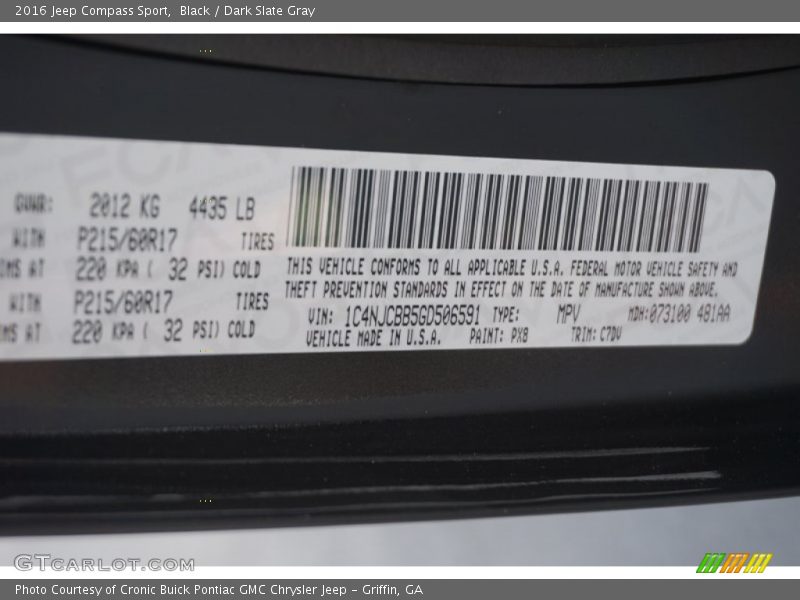 2016 Jeep Compass Sport, Black / Dark Slate Gray
GVWR: 2012 KG 4435 LB
WITH P215/60R17 TIRES
AT 220 KPA ( 32 PSI) COLD
WITH P215/60R17 TIRES
AT 220 KPA ( 32 PSI) COLD
THIS VEHICLE CONFORMS TO ALL APPLICABLE U.S.A. FEDERAL MOTOR VEHICLE SAFETY AND
THEFT PREVENTION STANDARDS IN EFFECT ON THE DATE OF MANUFACTURE SHOWN ABOVE.
VIN: 1C4NJCBB5GD506591 TYPE: MPV MDH:073100 481AA
VEHICLE MADE IN U.S.A. PAINT: PX8 TRIM: C7DV
GTCARLOT.COM
Photo Courtesy of Cronic Buick Pontiac GMC Chrysler Jeep - Griffin, GA